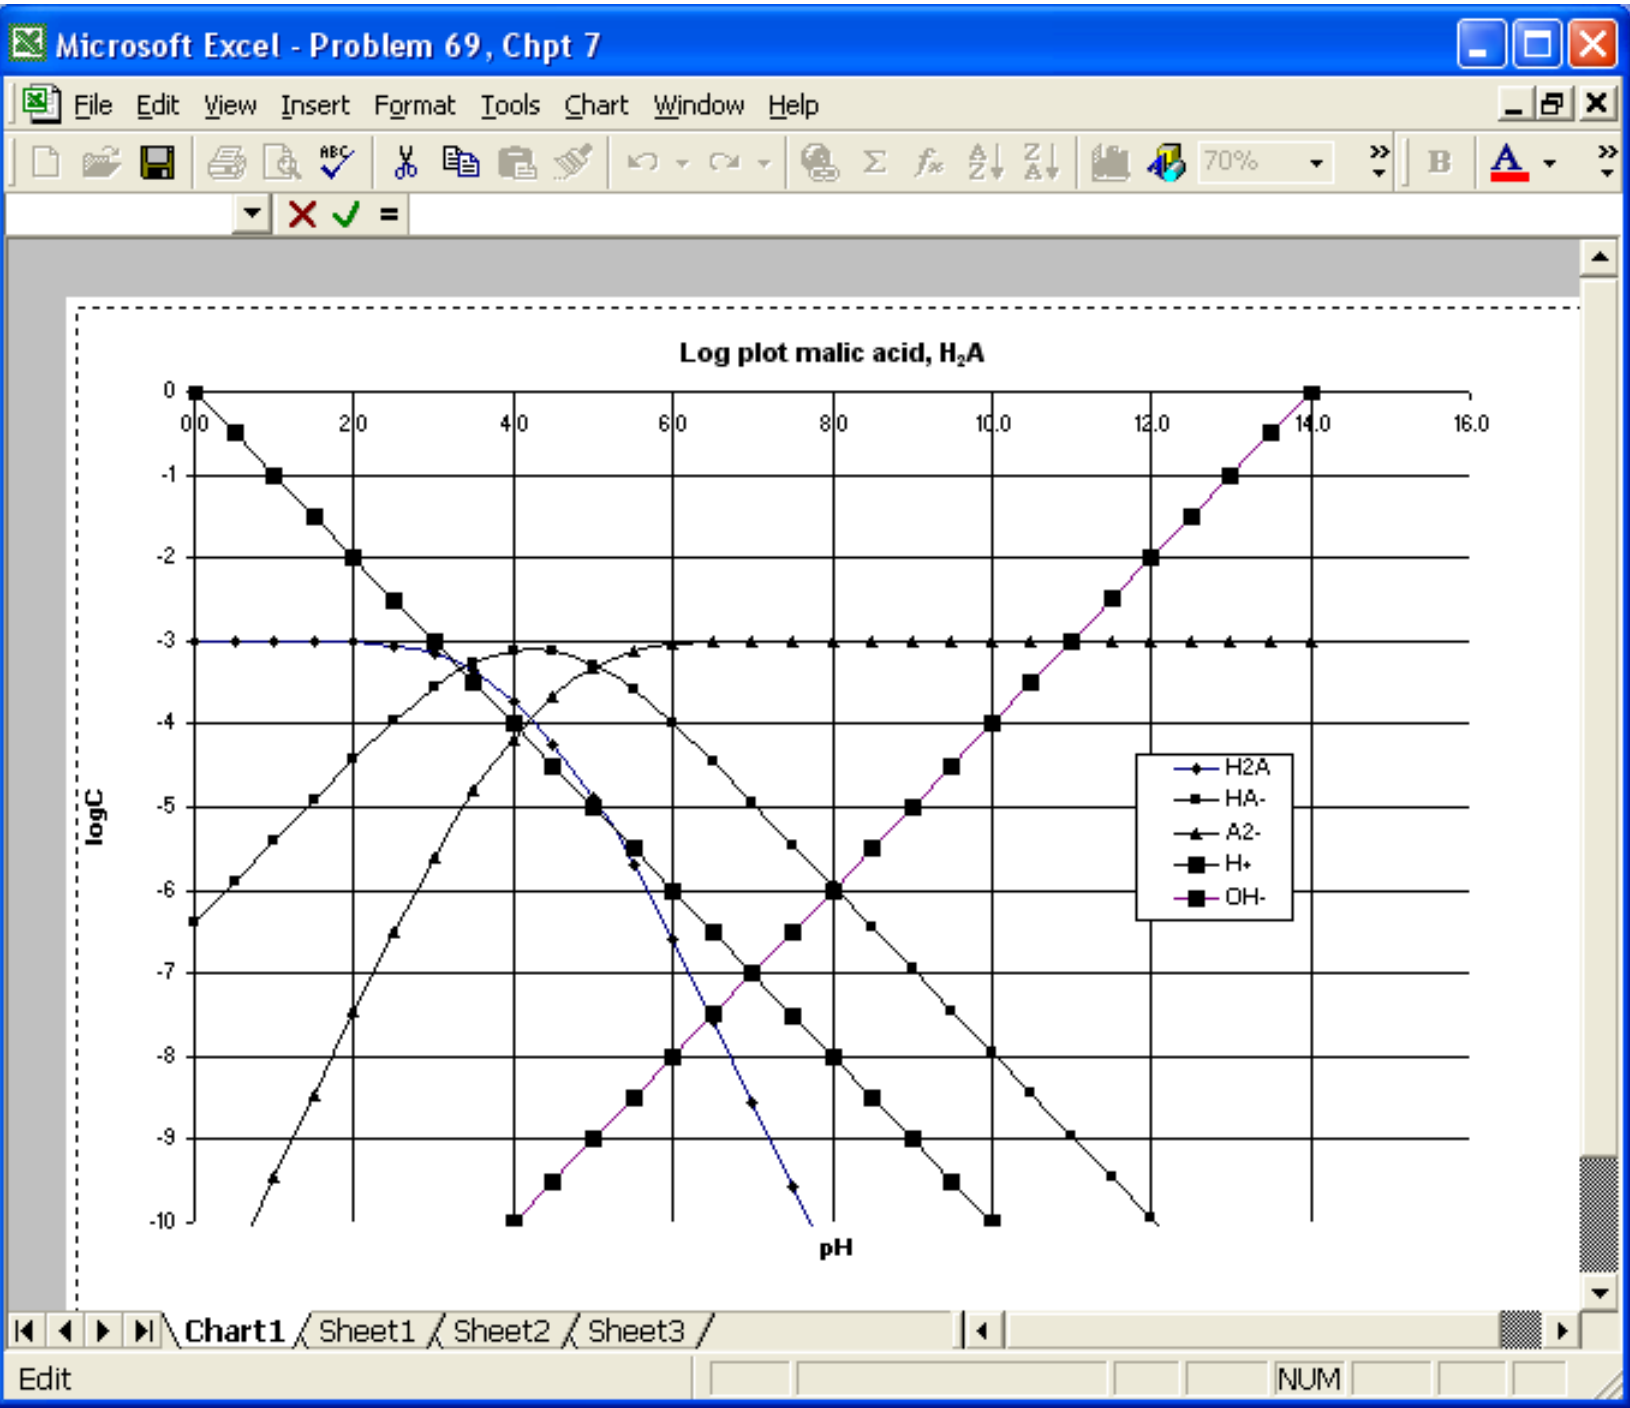 Microsoft Excel - Problem 69, Chpt 7
File Edit View Insert Format Tools Chart Window Help
ABC Σ fx A Z Z A 70% » B A »
=
Log plot malic acid, H₂A
0
0.0 2.0 4.0 6.0 8.0 10.0 12.0 14.0 16.0
-1
-2
-3
-4
-5
-6
-7
-8
-9
-10
logC
H2A
HA-
A2-
H+
OH-
pH
Chart1 Sheet1 Sheet2 Sheet3
Edit NUM